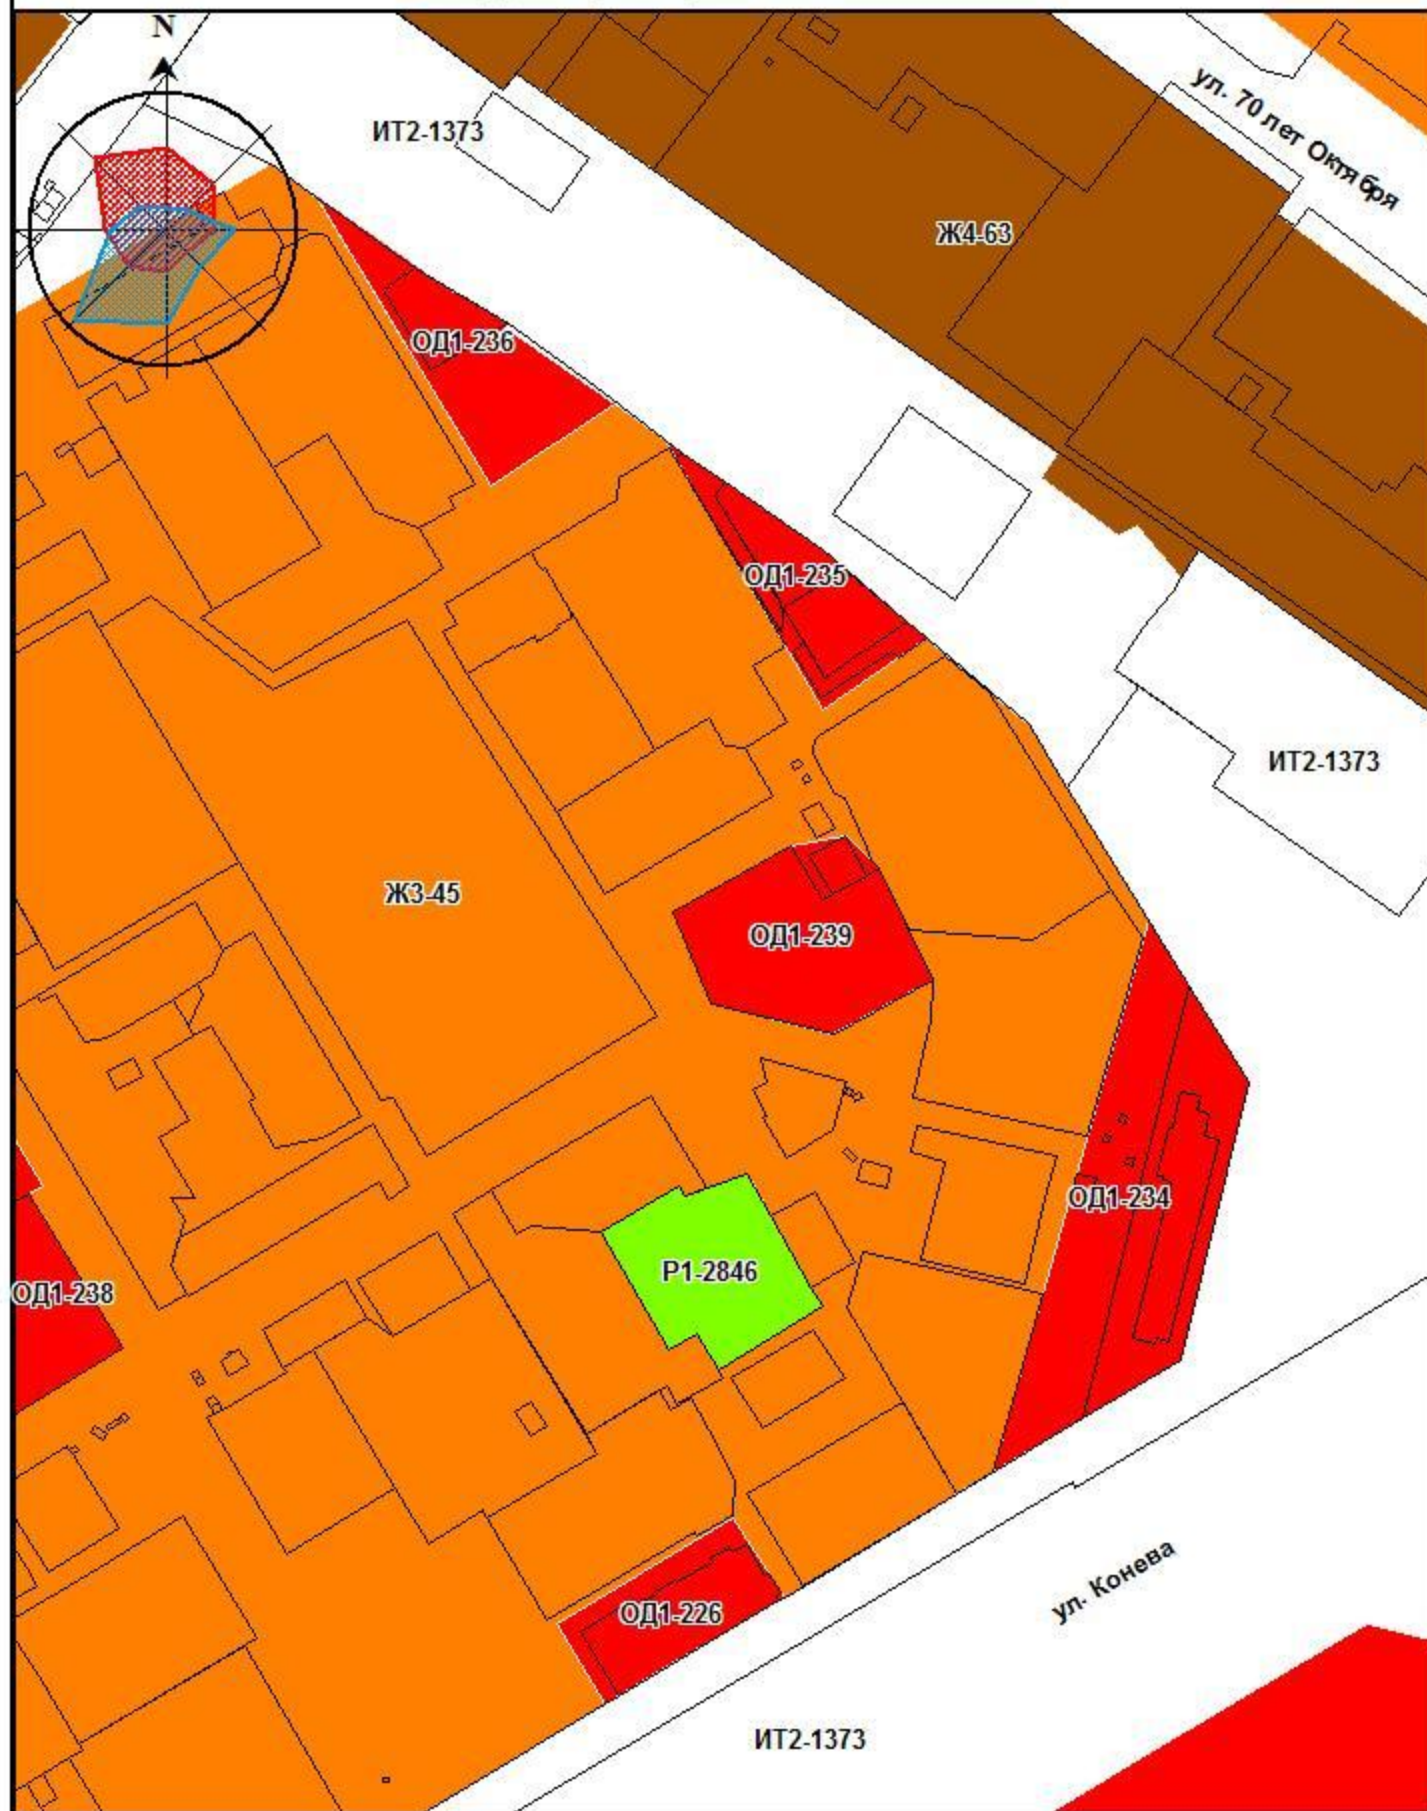 N
ИТ2-1373
ул. 70 лет Октября
Ж4-63
ОД1-236
ОД1-235
ИТ2-1373
Ж3-45
ОД1-239
ОД1-234
Р1-2846
ОД1-238
ул. Конева
ОД1-226
ИТ2-1373